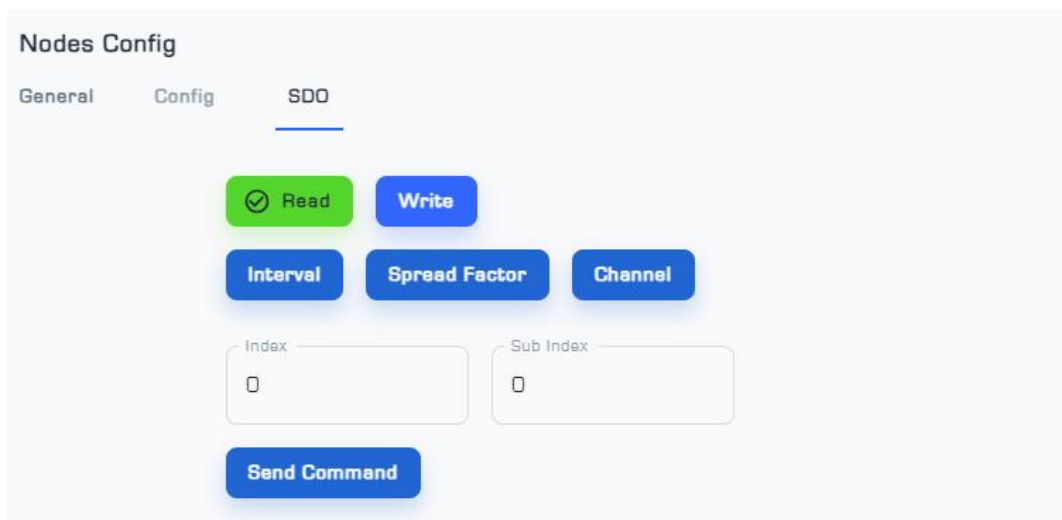 Nodes Config
General Config SDO
Read Write
Interval Spread Factor Channel
Index Sub Index
0 0
Send Command